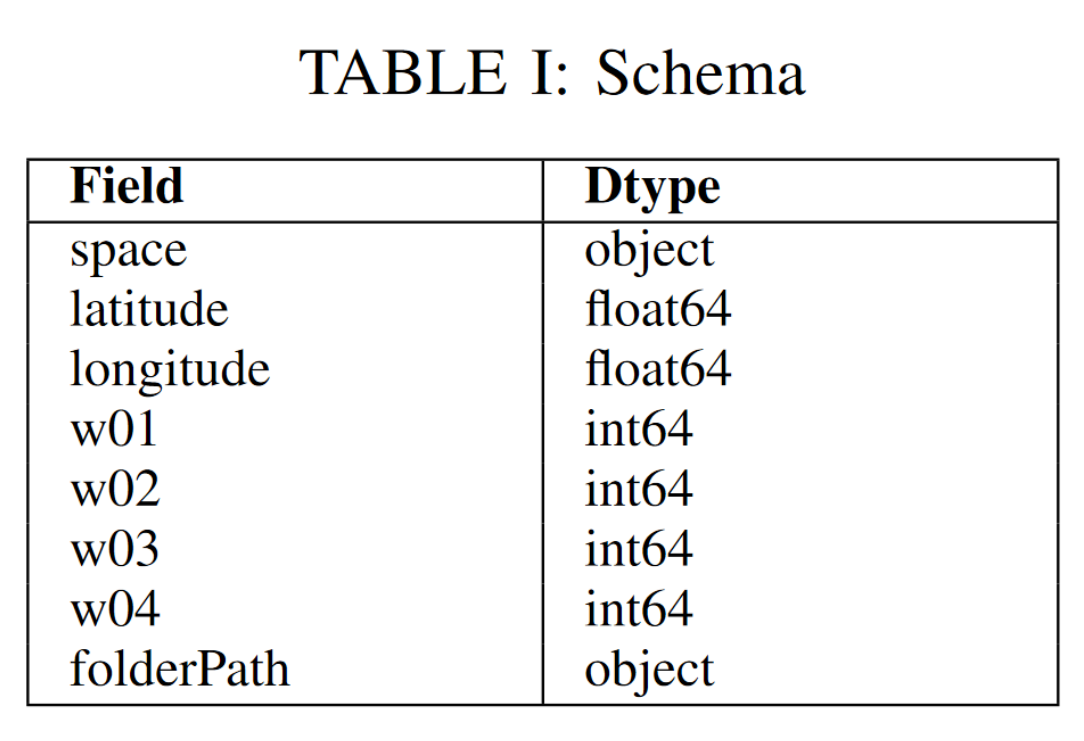 TABLE I: Schema
Field Dtype
space object
latitude float64
longitude float64
w01 int64
w02 int64
w03 int64
w04 int64
folderPath object